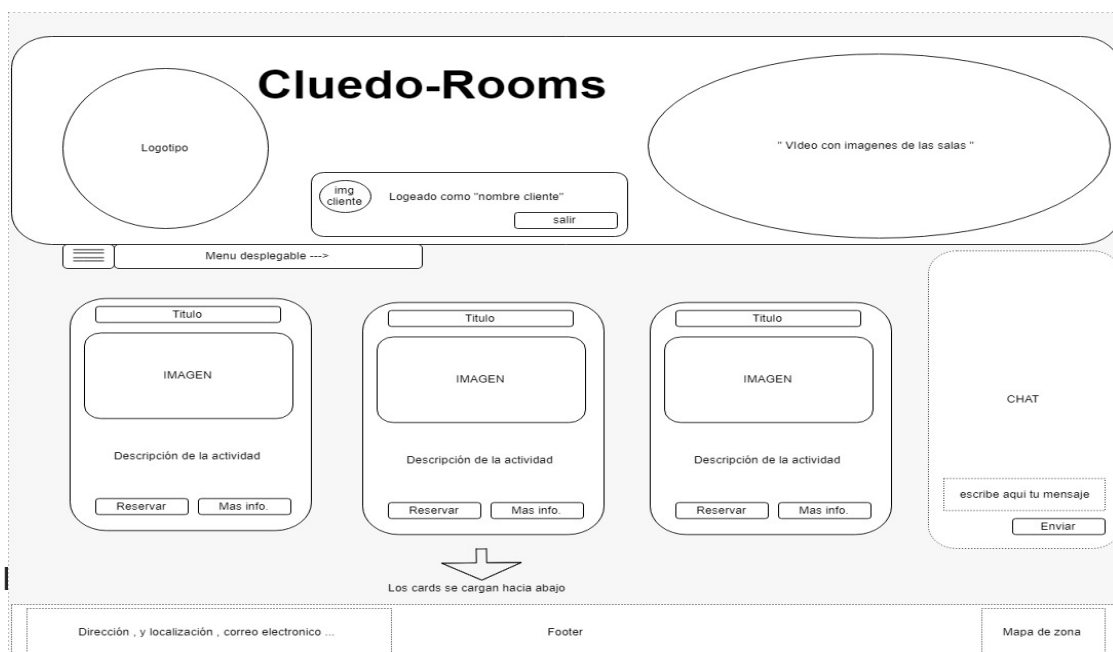 Cluedo-Rooms
Logotipo
" VIdeo con imagenes de las salas "
img
cliente
Logeado como "nombre cliente"
salir
Menu desplegable --->
Titulo
IMAGEN
Descripción de la actividad
Reservar
Mas info.
Titulo
IMAGEN
Descripción de la actividad
Reservar
Mas info.
Titulo
IMAGEN
Descripción de la actividad
Reservar
Mas info.
CHAT
escribe aqui tu mensaje
Enviar
Los cards se cargan hacia abajo
Dirección , y localización , correo electronico ...
Footer
Mapa de zona